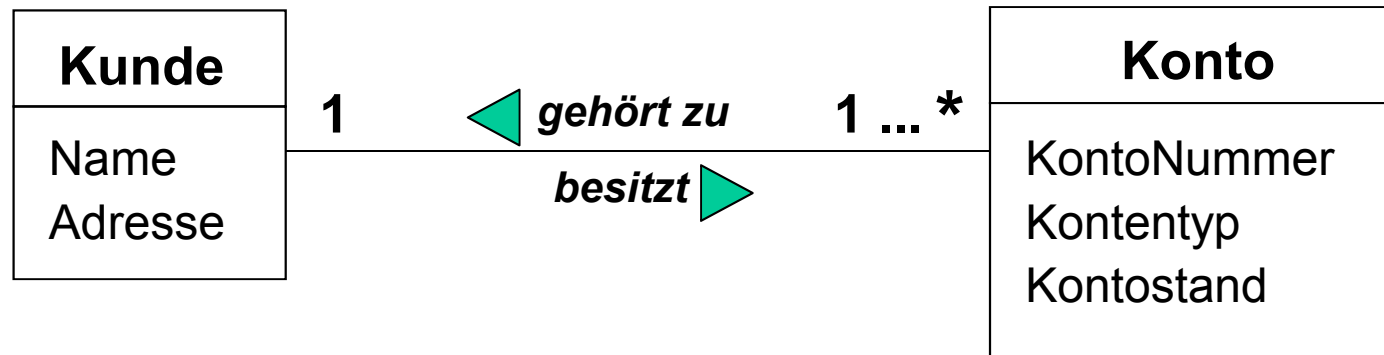 Kunde
Name
Adresse
1
gehört zu
1 ... *
besitzt
Konto
KontoNummer
Kontentyp
Kontostand